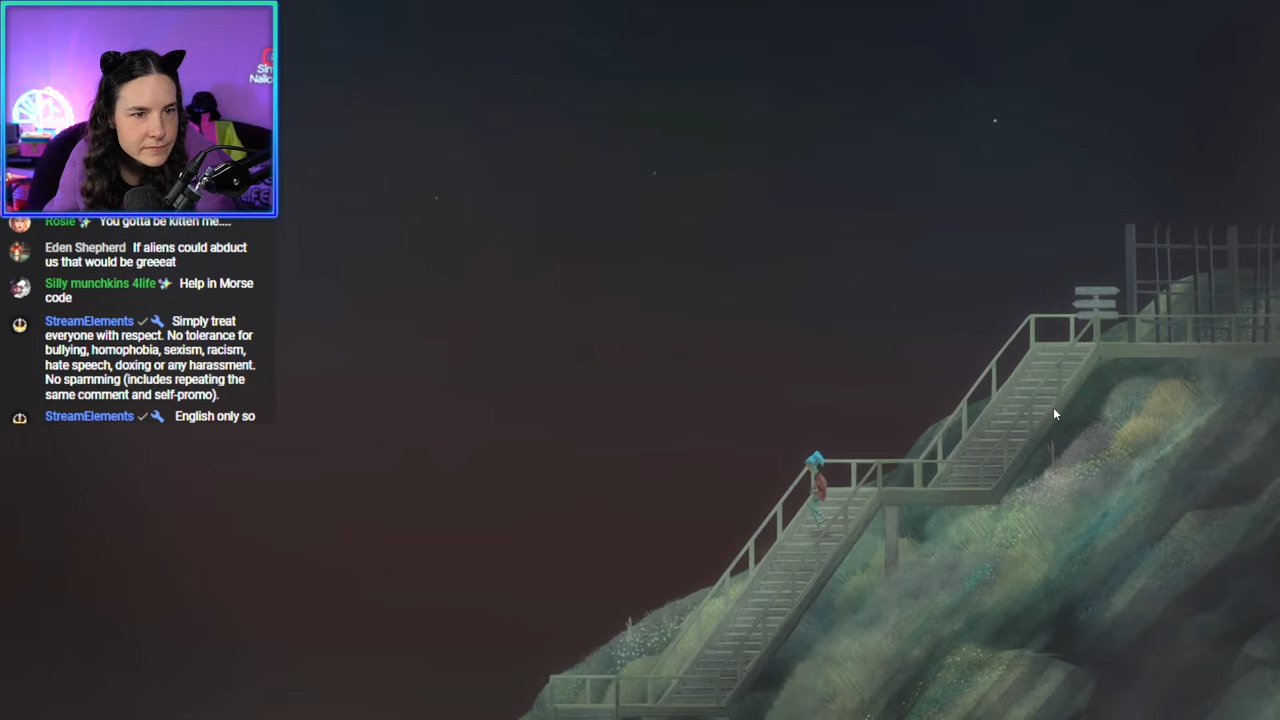 Rosie You gotta be kitten me....
Eden Shepherd If aliens could abduct
us that would be greeeat
Silly munchkins 4life Help in Morse
code
StreamElements Simply treat
everyone with respect. No tolerance for
bullying, homophobia, sexism, racism,
hate speech, doxing or any harassment.
No spamming (includes repeating the
same comment and self-promo).
StreamElements English only so